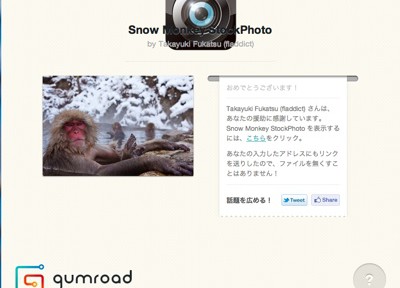 Snow Monkey StockPhoto
by Takayuki Fukatsu (fladdict)
おめでとうございます！
Takayuki Fukatsu (fladdict) さんは、
あなたの援助に感謝しています。
Snow Monkey StockPhoto を表示する
には、こちらをクリック。
あなたの入力したアドレスにもリンク
を送りしたので、ファイルを無くすこ
とはありません！
話題を広める！ Tweet Share
gumroad
?